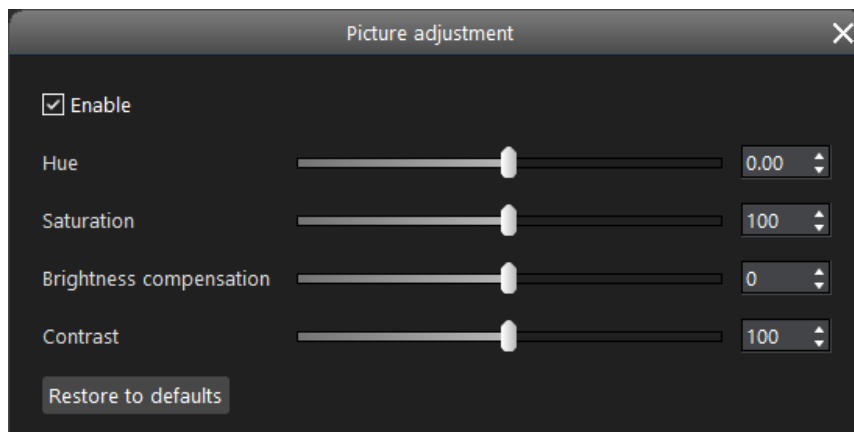 Picture adjustment
Enable
Hue 0.00
Saturation 100
Brightness compensation 0
Contrast 100
Restore to defaults